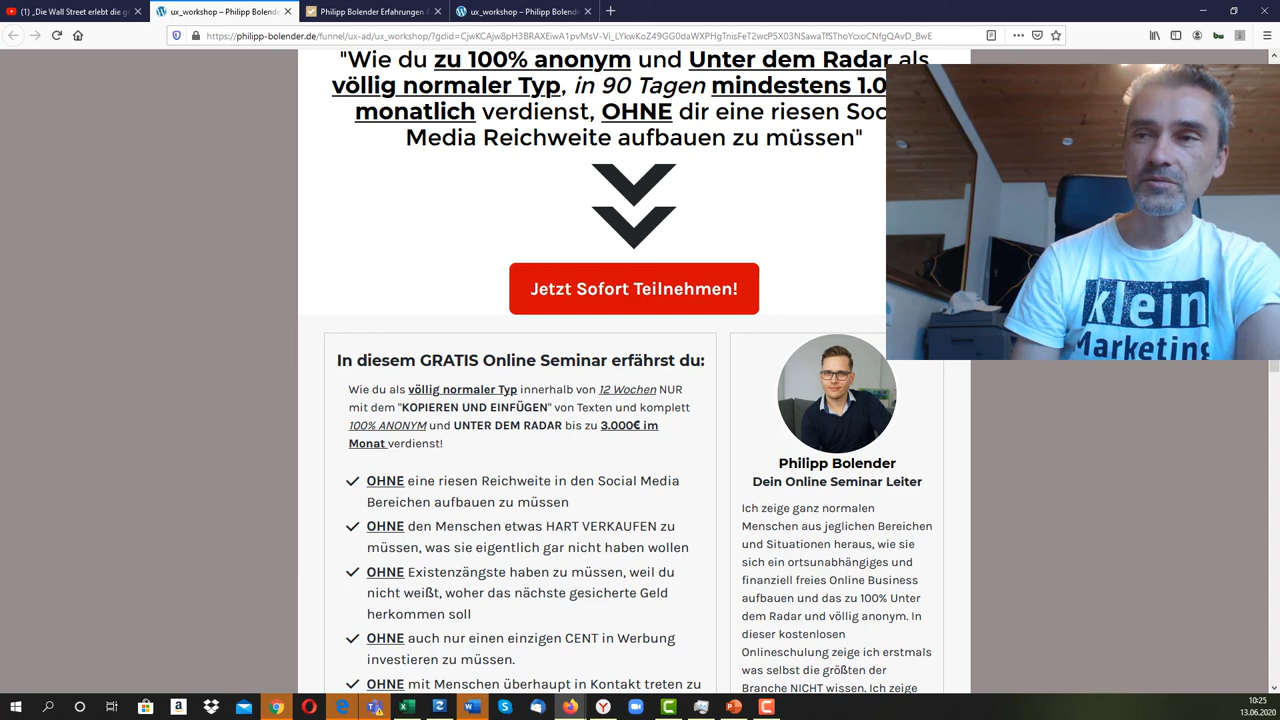 (1) „Die Wall Street erlebt die g
ux_workshop – Philipp Bolende
Philipp Bolender Erfahrungen &
ux_workshop – Philipp Bolende
https://philipp-bolender.de/funnel/ux-ad/ux_workshop/?gclid=
"Wie du zu 100% anonym und Unter dem Radar als
völlig normaler Typ, in 90 Tagen mindestens 1.0
monatlich verdienst, OHNE dir eine riesen Soc
Media Reichweite aufbauen zu müssen"
klein
Marketing
Jetzt Sofort Teilnehmen!
In diesem GRATIS Online Seminar erfährst du:
Wie du als völlig normaler Typ innerhalb von 12 Wochen NUR
mit dem "KOPIEREN UND EINFÜGEN" von Texten und komplett
100% ANONYM und UNTER DEM RADAR bis zu 3.000€ im
Monat verdienst!
OHNE eine riesen Reichweite in den Social Media
Bereichen aufbauen zu müssen
OHNE den Menschen etwas HART VERKAUFEN zu
müssen, was sie eigentlich gar nicht haben wollen
OHNE Existenzängste haben zu müssen, weil du
nicht weißt, woher das nächste gesicherte Geld
herkommen soll
OHNE auch nur einen einzigen CENT in Werbung
investieren zu müssen.
OHNE mit Menschen überhaupt in Kontakt treten zu
Philipp Bolender
Dein Online Seminar Leiter
Ich zeige ganz normalen
Menschen aus jeglichen Bereichen
und Situationen heraus, wie sie
sich ein ortsunabhängiges und
finanziell freies Online Business
aufbauen und das zu 100% Unter
dem Radar und völlig anonym. In
dieser kostenlosen
Onlineschulung zeige ich erstmals
was selbst die größten der
Branche NICHT wissen. Ich zeige
10:25
13.06.2020